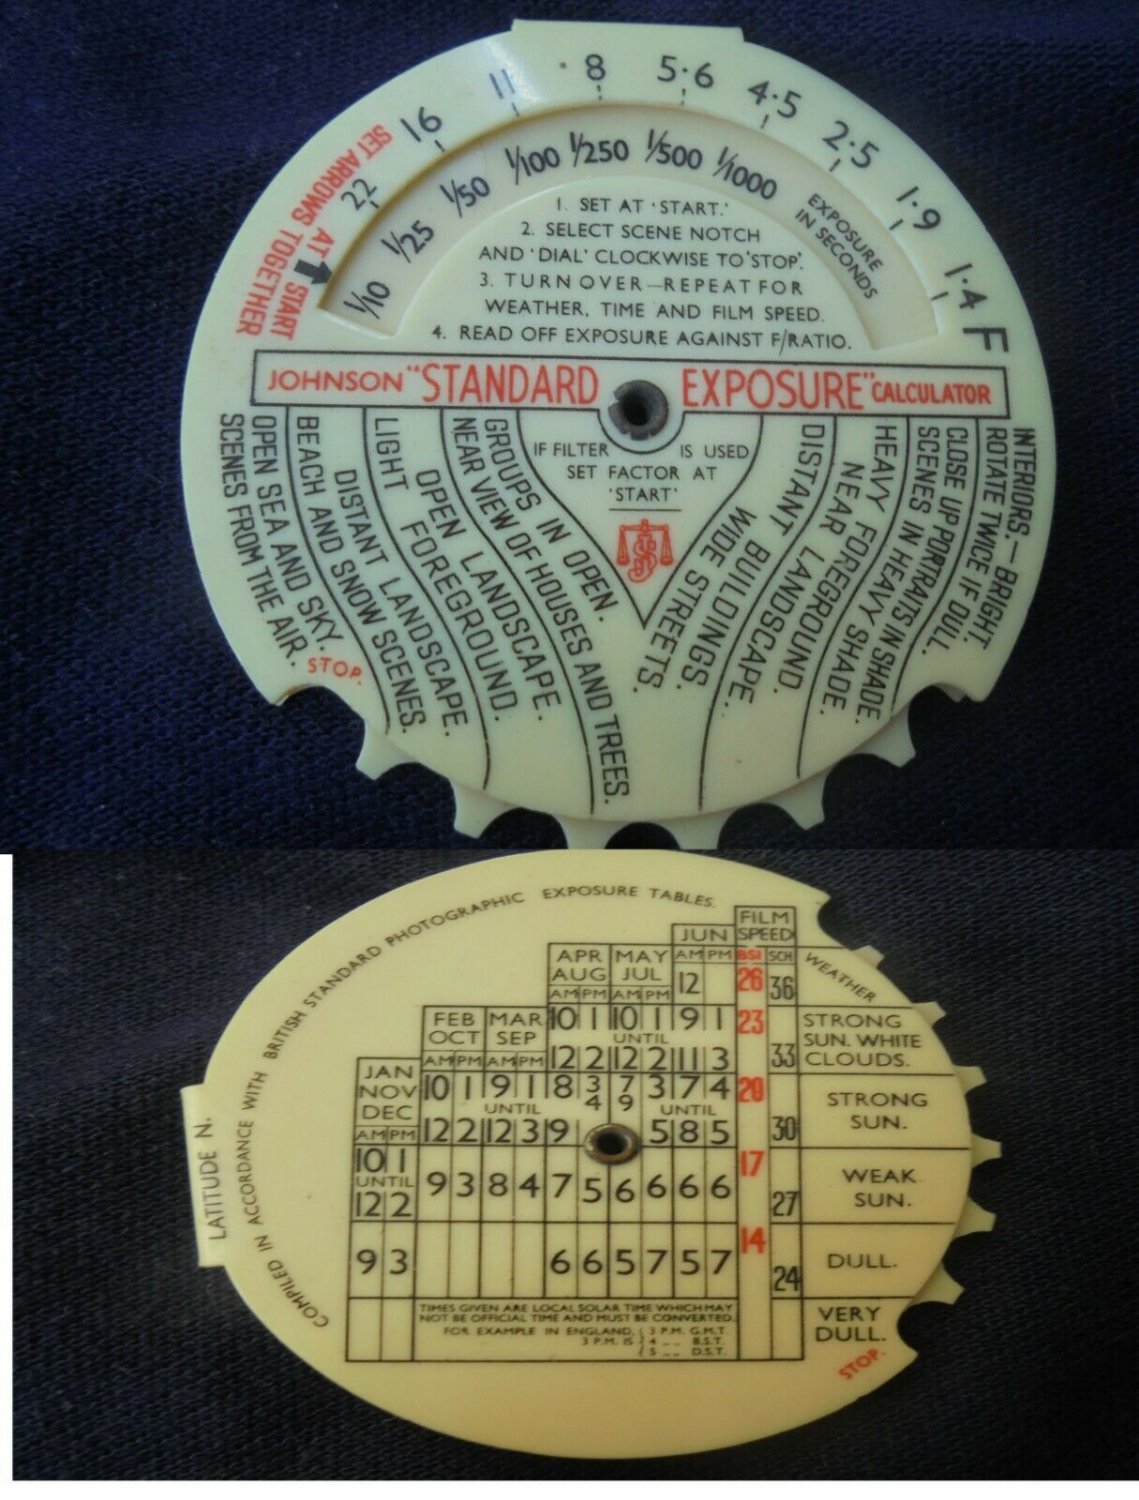 11 · 8 5·6 4·5 2·5 1·9 1·4 F
16
22
SET ARROWS TOGETHER
AT START
1/10 1/25 1/50 1/100 1/250 1/500 1/1000
EXPOSURE
IN SECONDS
1. SET AT 'START.'
2. SELECT SCENE NOTCH
AND 'DIAL' CLOCKWISE TO 'STOP'.
3. TURN OVER—REPEAT FOR
WEATHER, TIME AND FILM SPEED.
4. READ OFF EXPOSURE AGAINST F/RATIO.
JOHNSON "STANDARD EXPOSURE" CALCULATOR
IF FILTER IS USED
SET FACTOR AT
'START'
SCENES FROM THE AIR.
OPEN SEA AND SKY.
STOP.
BEACH AND SNOW SCENES.
DISTANT LANDSCAPE.
LIGHT FOREGROUND.
OPEN LANDSCAPE.
NEAR VIEW OF HOUSES AND TREES.
GROUPS IN OPEN.
WIDE STREETS.
DISTANT BUILDINGS.
NEAR LANDSCAPE.
HEAVY FOREGROUND.
SCENES IN HEAVY SHADE.
CLOSE UP PORTRAITS IN SHADE.
ROTATE TWICE IF DULL.
INTERIORS.—BRIGHT.
COMPILED IN ACCORDANCE WITH BRITISH STANDARD PHOTOGRAPHIC EXPOSURE TABLES.
LATITUDE N.
FILM
SPEED
JUN
APR MAY AM PM BSI SCH WEATHER
AUG JUL 12 26 36
AM PM AM PM
FEB MAR 10 1 10 1 9 1 23 STRONG
OCT SEP UNTIL SUN. WHITE
AM PM AM PM 12 2 12 2 11 3 33 CLOUDS.
JAN
NOV 10 1 9 1 8 3 7 3 7 4 20 STRONG
DEC UNTIL 4 9 UNTIL SUN.
AM PM 12 2 12 3 9 5 8 5 30
10 1 17
UNTIL 9 3 8 4 7 5 6 6 6 6 WEAK
12 2 27 SUN.
9 3 6 6 5 7 5 7 14 24 DULL.
TIMES GIVEN ARE LOCAL SOLAR TIME WHICH MAY
NOT BE OFFICIAL TIME AND MUST BE CONVERTED.
FOR EXAMPLE IN ENGLAND, 3 P.M. G.M.T.
3 P.M. IS 4 „ „ B.S.T.
5 „ „ D.S.T.
VERY
DULL.
STOP.